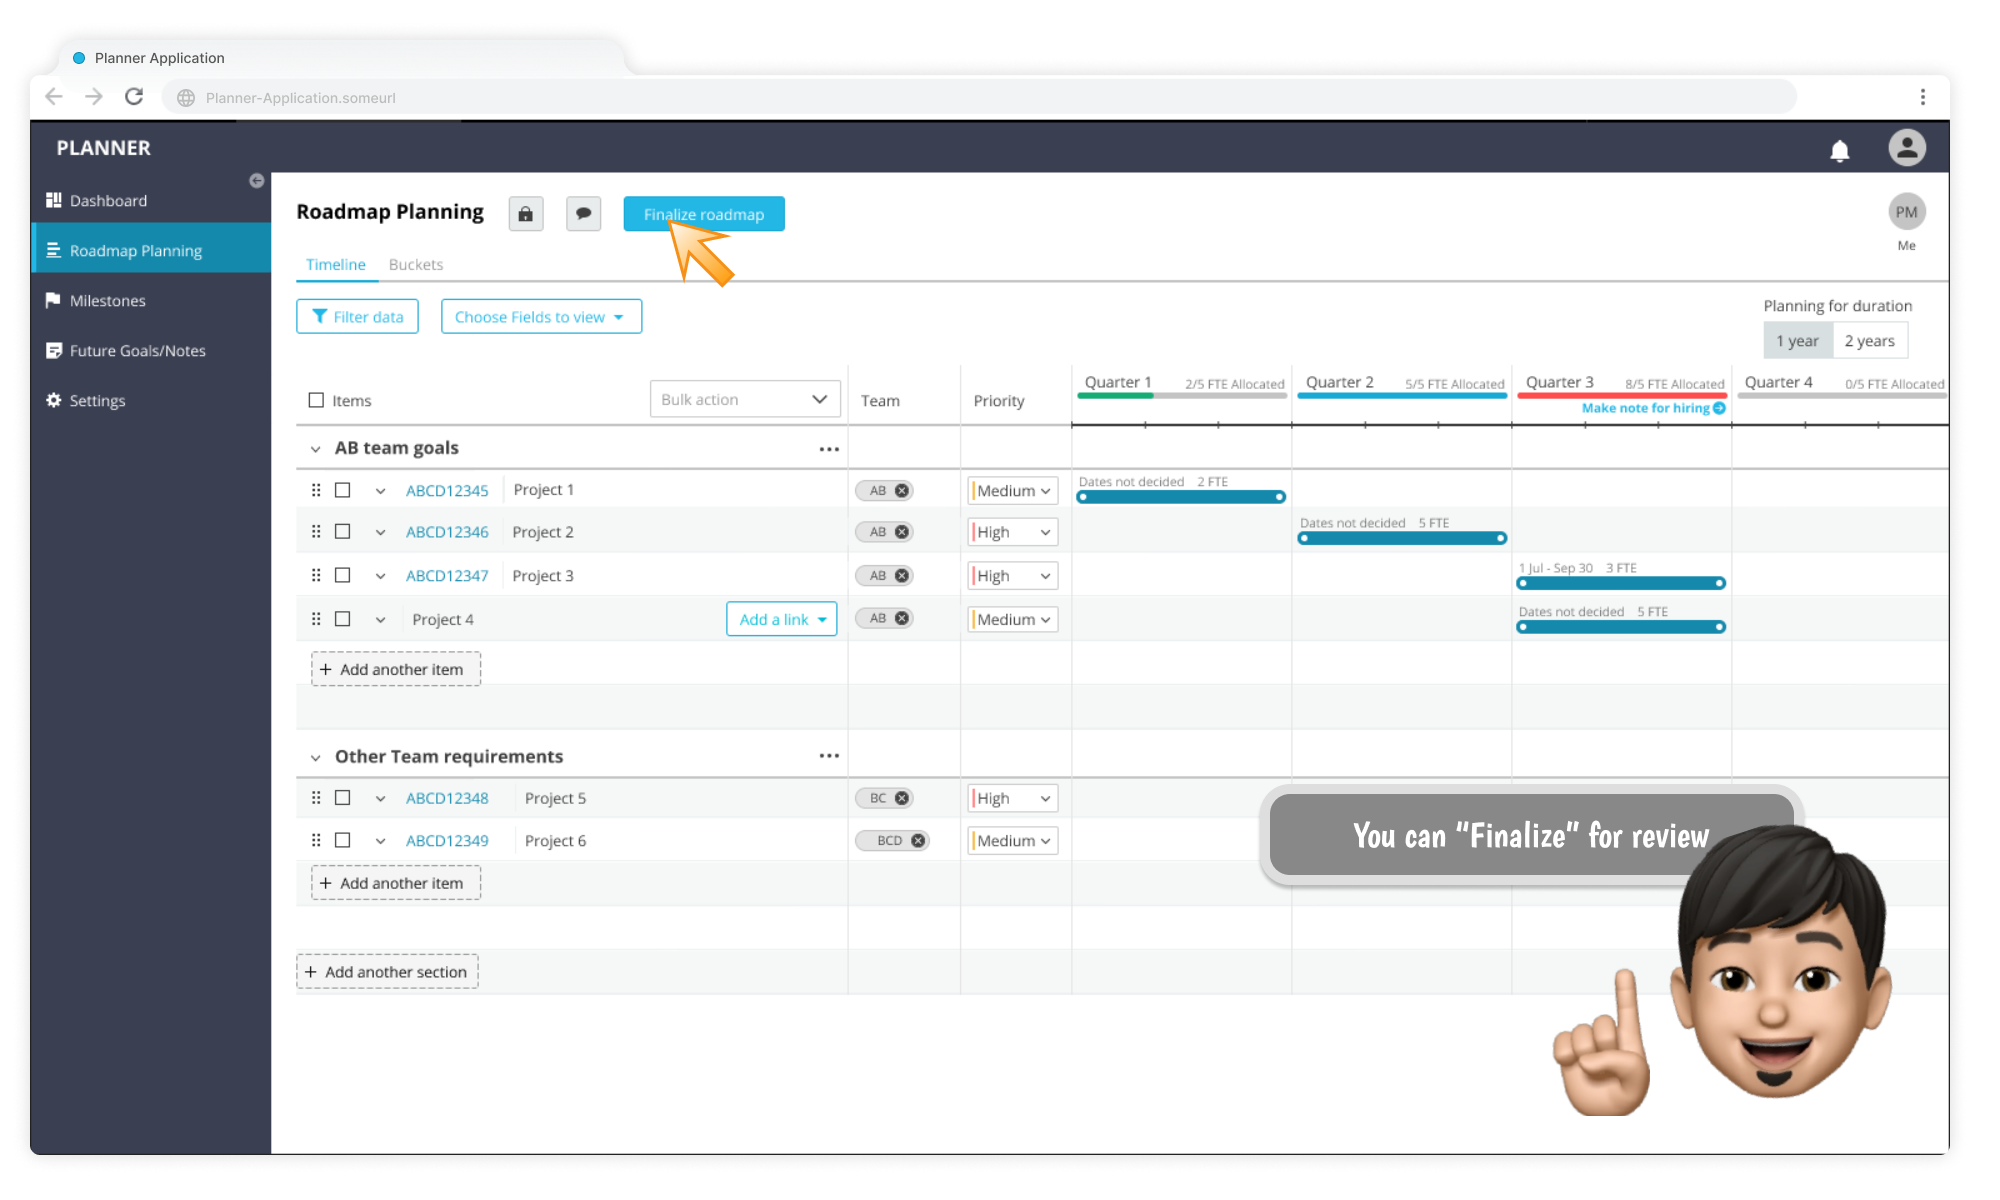 Planner Application
Planner-Application.someurl
PLANNER
Dashboard
Roadmap Planning
Milestones
Future Goals/Notes
Settings
Roadmap Planning
Finalize roadmap
PM
Me
Timeline
Buckets
Filter data
Choose Fields to view
Planning for duration
1 year
2 years
Items
Bulk action
Team
Priority
Quarter 1
2/5 FTE Allocated
Quarter 2
5/5 FTE Allocated
Quarter 3
8/5 FTE Allocated
Make note for hiring
Quarter 4
0/5 FTE Allocated
AB team goals
ABCD12345
Project 1
AB
Medium
Dates not decided 2 FTE
ABCD12346
Project 2
AB
High
Dates not decided 5 FTE
ABCD12347
Project 3
AB
High
1 Jul - Sep 30 3 FTE
Project 4
Add a link
AB
Medium
Dates not decided 5 FTE
+ Add another item
Other Team requirements
ABCD12348
Project 5
BC
High
ABCD12349
Project 6
BCD
Medium
You can "Finalize" for review
+ Add another item
+ Add another section